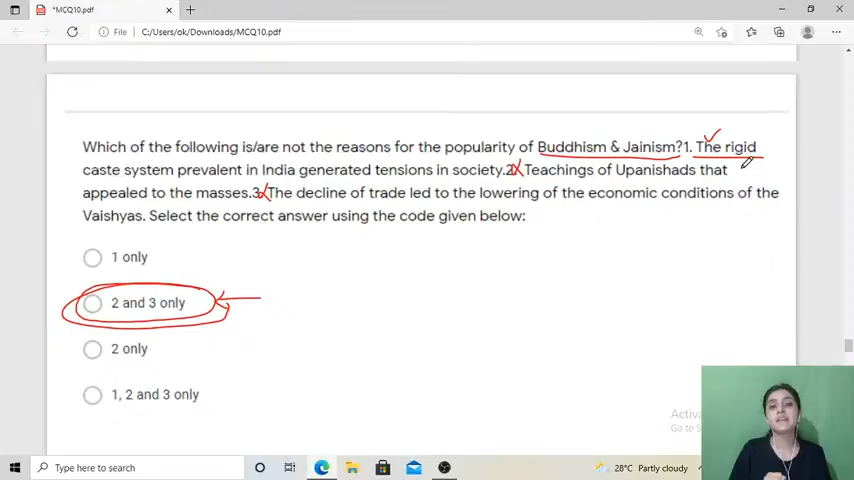 *MCQ10.pdf
File
C:/Users/ok/Downloads/MCQ10.pdf
Which of the following is/are not the reasons for the popularity of Buddhism & Jainism?1. The rigid
caste system prevalent in India generated tensions in society.2. Teachings of Upanishads that
appealed to the masses.3. The decline of trade led to the lowering of the economic conditions of the
Vaishyas. Select the correct answer using the code given below:
1 only
2 and 3 only
2 only
1, 2 and 3 only
Activa
Go to S
Type here to search
28°C Partly cloudy